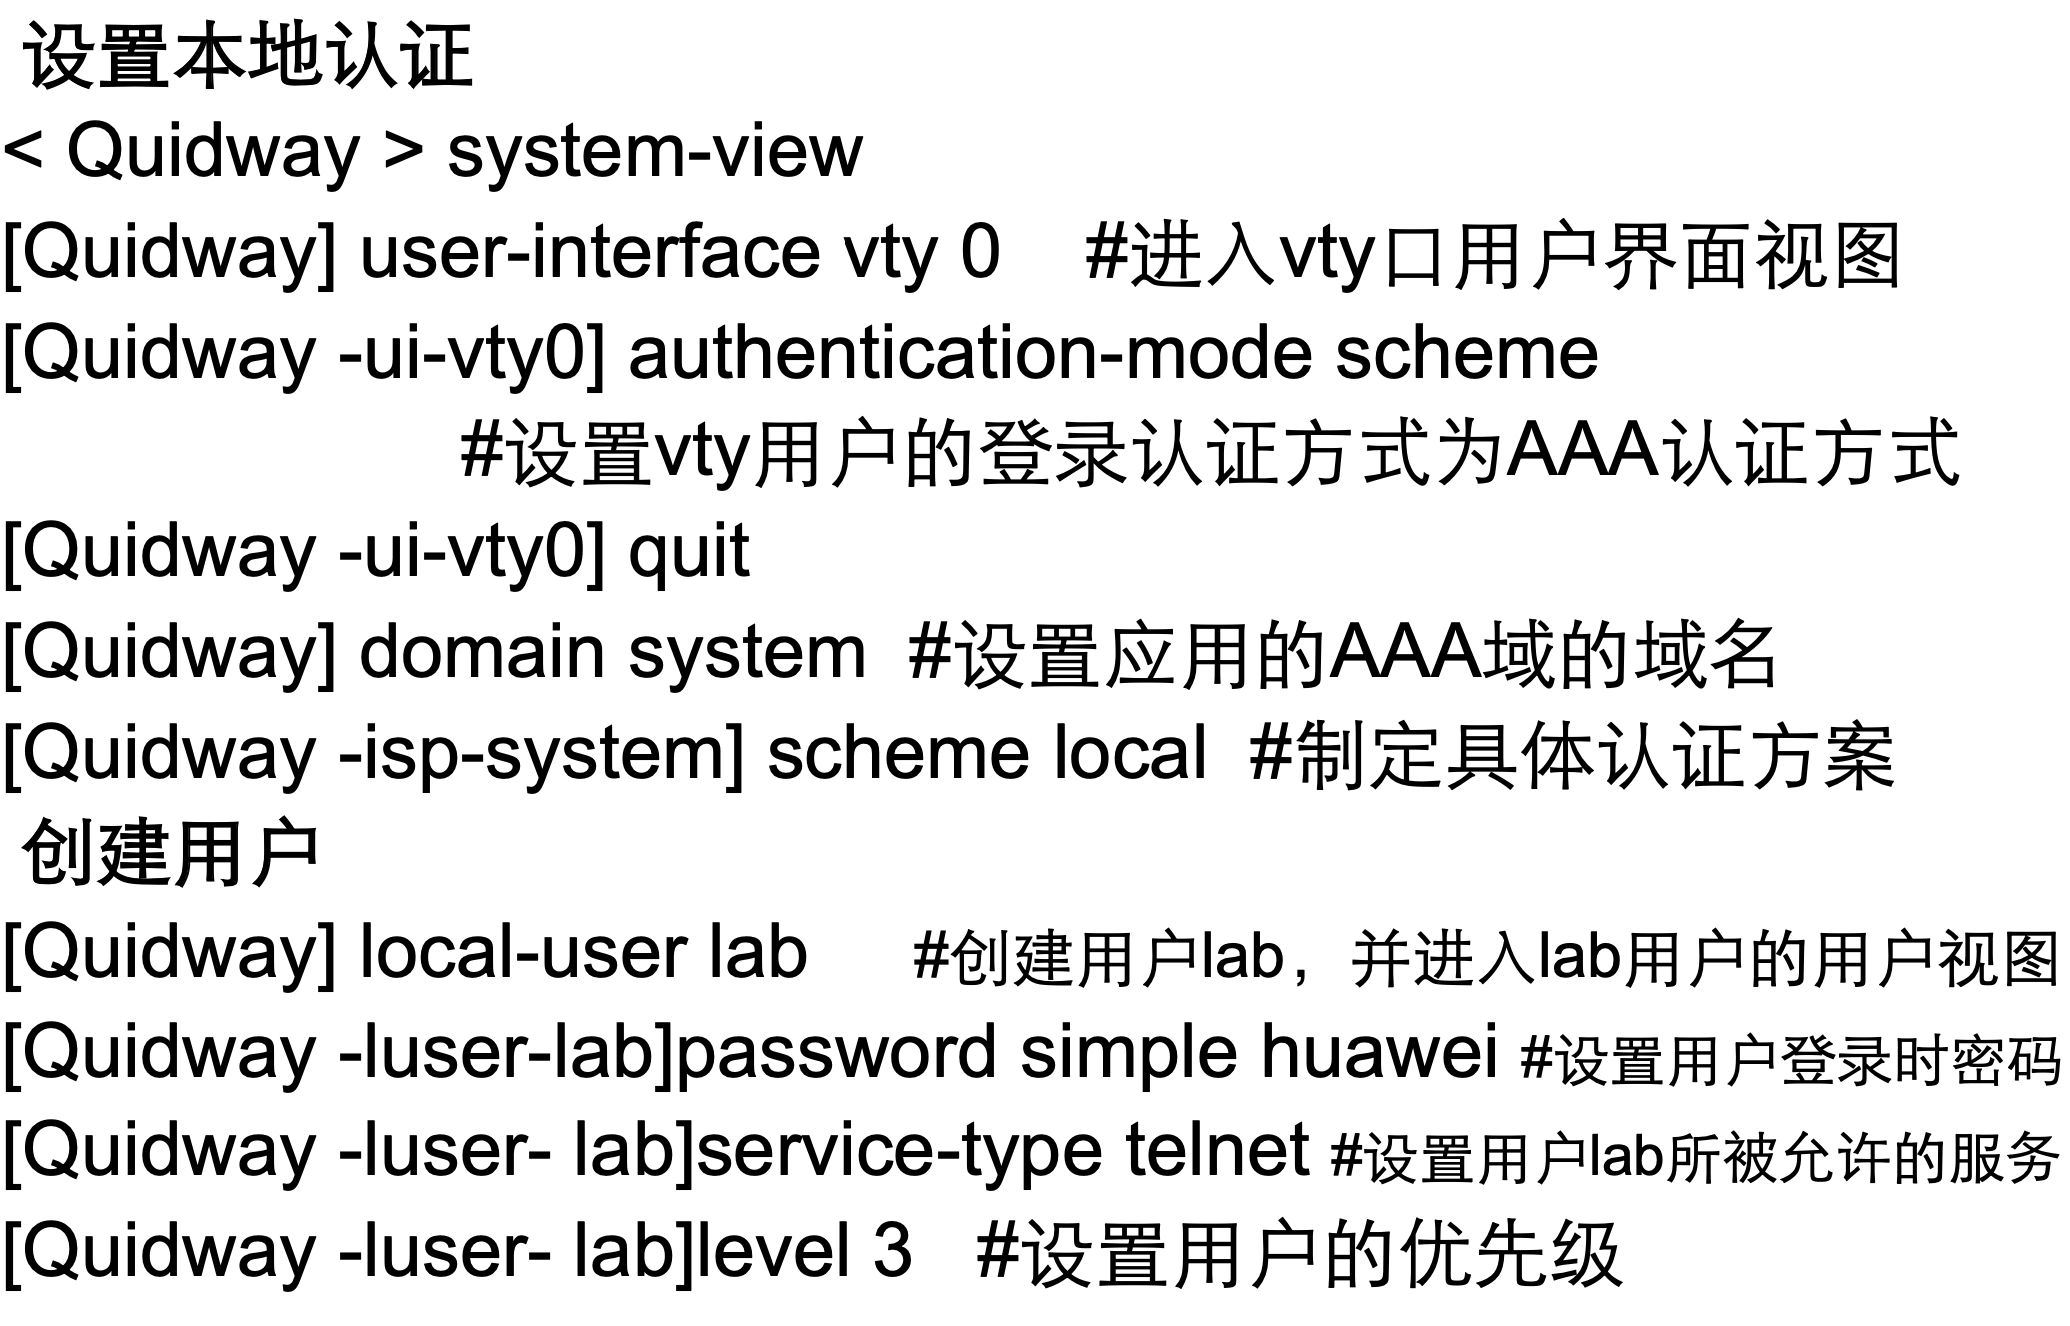 设置本地认证
< Quidway > system-view
[Quidway] user-interface vty 0 #进入vty口用户界面视图
[Quidway -ui-vty0] authentication-mode scheme
#设置vty用户的登录认证方式为AAA认证方式
[Quidway -ui-vty0] quit
[Quidway] domain system #设置应用的AAA域的域名
[Quidway -isp-system] scheme local #制定具体认证方案
创建用户
[Quidway] local-user lab #创建用户lab，并进入lab用户的用户视图
[Quidway -luser-lab]password simple huawei #设置用户登录时密码
[Quidway -luser- lab]service-type telnet #设置用户lab所被允许的服务
[Quidway -luser- lab]level 3 #设置用户的优先级